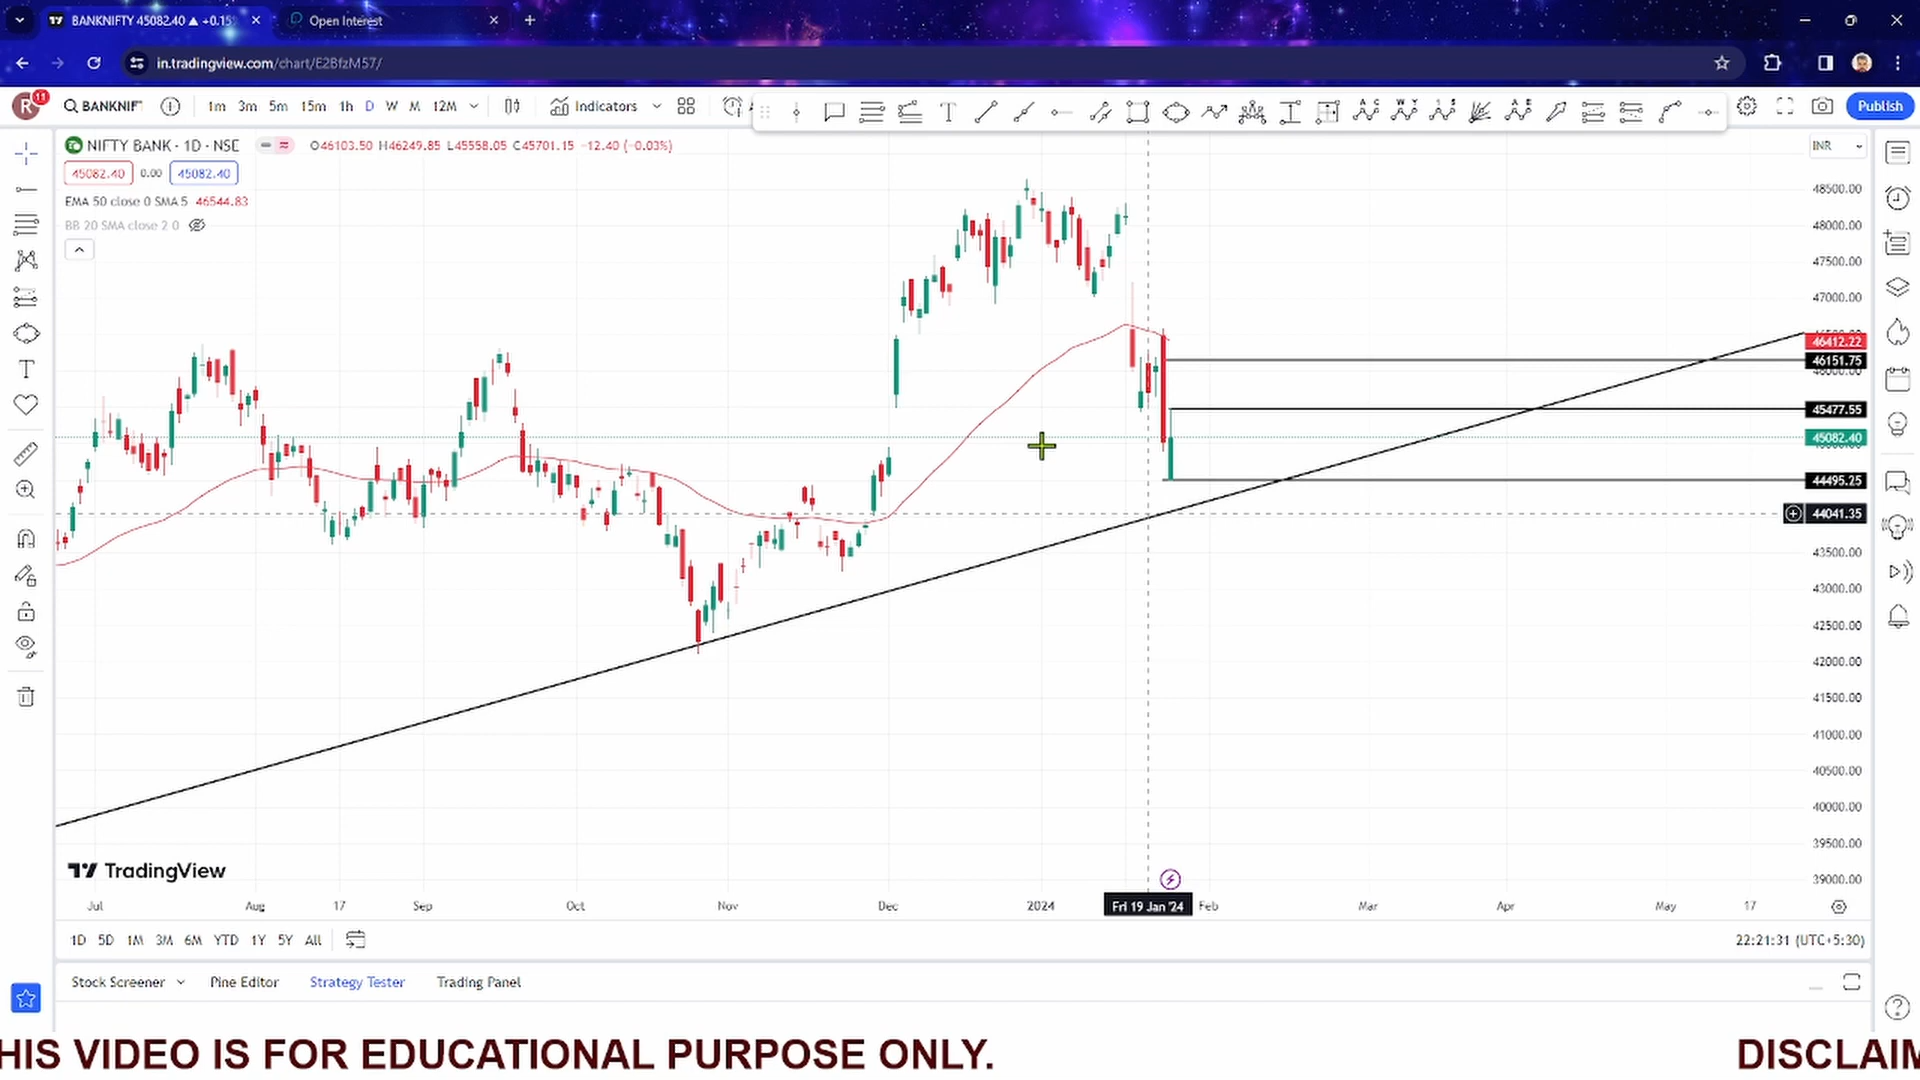 BANKNIFTY 45082.40 ▲ +0.15
Open Interest
in.tradingview.com/chart/E2BfzM57/
R
11
BANKNIF
1m 3m 5m 15m 1h D W M 12M
Indicators
Publish
NIFTY BANK · 1D · NSE
O46103.50 H46249.85 L45558.05 C45701.15 −12.40 (−0.03%)
INR
45082.40 0.00 45082.40
EMA 50 close 0 SMA 5 46544.83
BB 20 SMA close 2 0
48500.00
48000.00
47500.00
47000.00
46412.22
46151.75
46000.00
45477.55
45082.40
44495.25
44041.35
43500.00
43000.00
42500.00
42000.00
41500.00
41000.00
40500.00
40000.00
39500.00
39000.00
TradingView
Jul Aug 17 Sep Oct Nov Dec 2024 Fri 19 Jan '24 Feb Mar Apr May 17
1D 5D 1M 3M 6M YTD 1Y 5Y All
22:21:31 (UTC+5:30)
Stock Screener Pine Editor Strategy Tester Trading Panel
HIS VIDEO IS FOR EDUCATIONAL PURPOSE ONLY. DISCLAIM